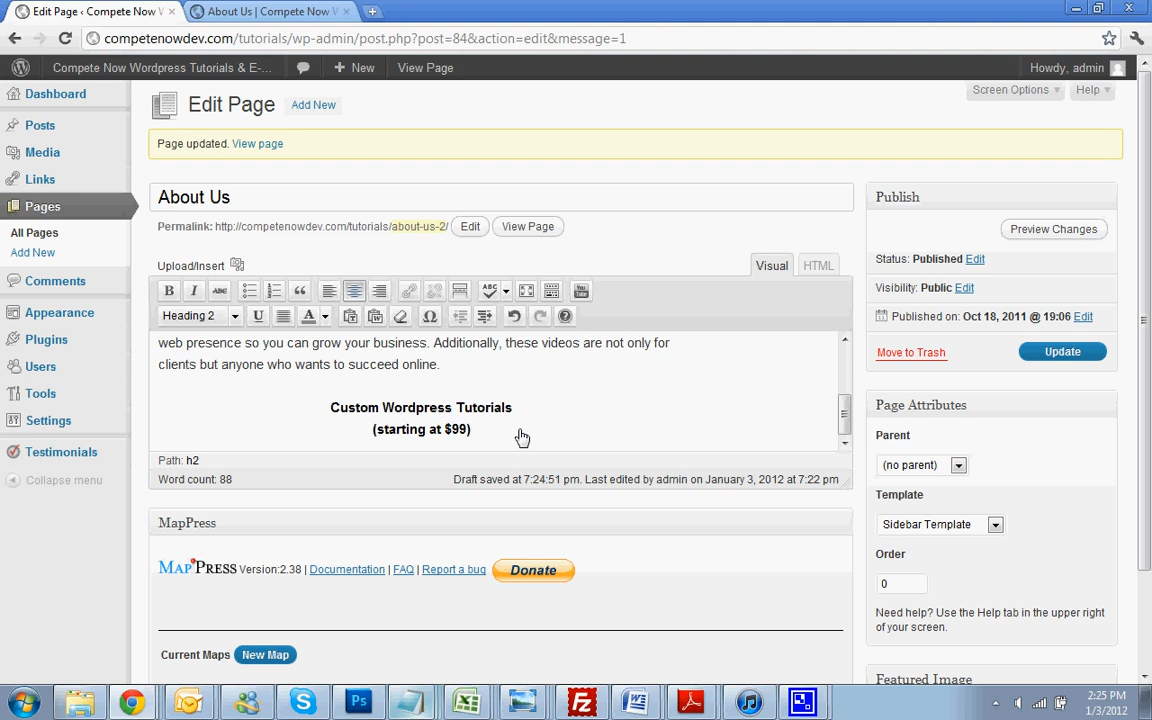 Edit Page ‹ Compete Now W
About Us | Compete Now W
competenowdev.com/tutorials/wp-admin/post.php?post=84&action=edit&message=1
Compete Now Wordpress Tutorials & E-...
New
View Page
Howdy, admin
Dashboard
Posts
Media
Links
Pages
All Pages
Add New
Comments
Appearance
Plugins
Users
Tools
Settings
Testimonials
Collapse menu
Edit Page
Add New
Screen Options
Help
Page updated. View page
About Us
Permalink: http://competenowdev.com/tutorials/about-us-2/
Edit
View Page
Upload/Insert
Visual
HTML
B
I
ABC
ABC
You
Tube
Heading 2
U
A
Ω
web presence so you can grow your business. Additionally, these videos are not only for
clients but anyone who wants to succeed online.
Custom Wordpress Tutorials
(starting at $99)
Path: h2
Word count: 88
Draft saved at 7:24:51 pm. Last edited by admin on January 3, 2012 at 7:22 pm
MapPress
MAPPRESS Version:2.38 | Documentation | FAQ | Report a bug
Donate
Current Maps
New Map
Publish
Preview Changes
Status: Published Edit
Visibility: Public Edit
Published on: Oct 18, 2011 @ 19:06 Edit
Move to Trash
Update
Page Attributes
Parent
(no parent)
Template
Sidebar Template
Order
0
Need help? Use the Help tab in the upper right
of your screen.
Featured Image
Ps
2:25 PM
1/3/2012